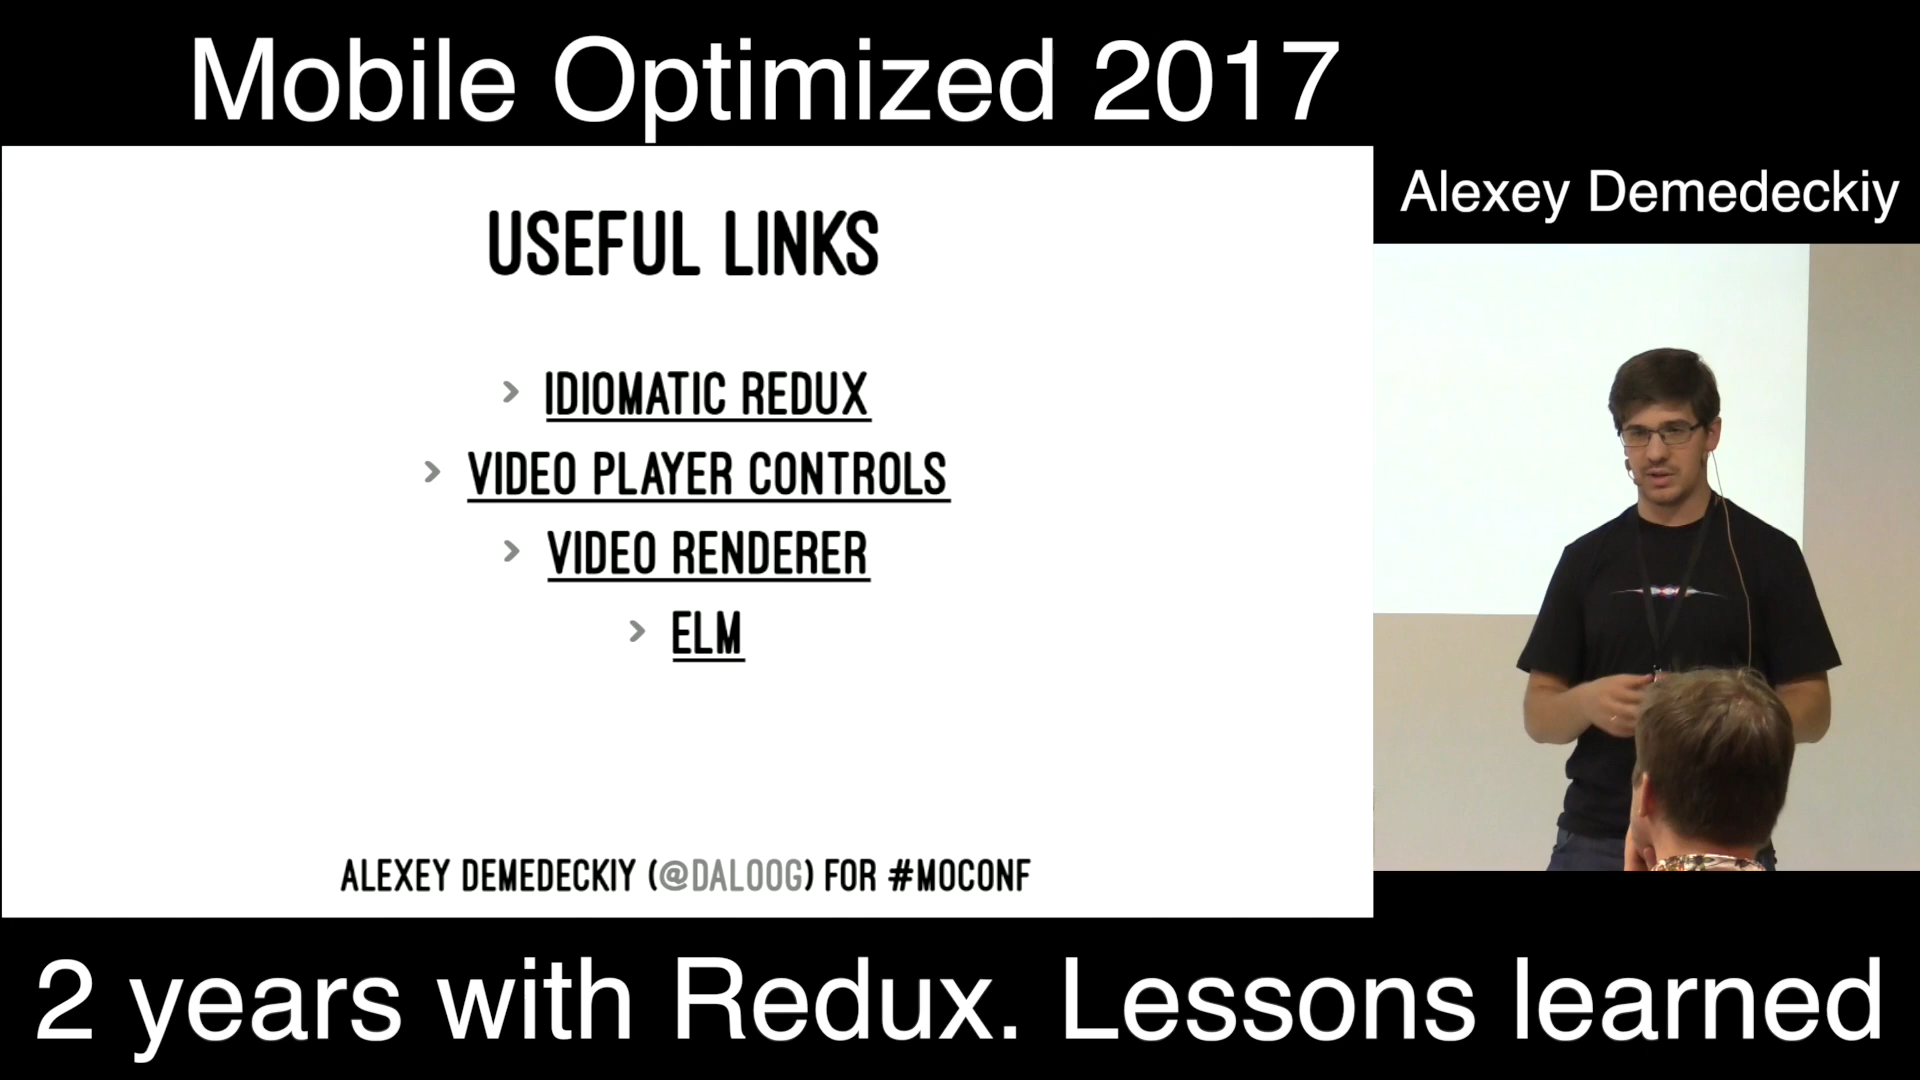 Mobile Optimized 2017
Alexey Demedeckiy
USEFUL LINKS
> IDIOMATIC REDUX
> VIDEO PLAYER CONTROLS
> VIDEO RENDERER
> ELM
ALEXEY DEMEDECKIY (@DALOOG) FOR #MOCONF
2 years with Redux. Lessons learned